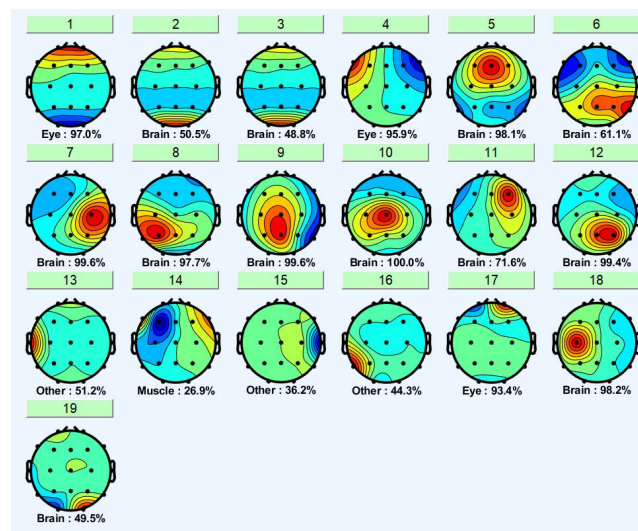 1 2 3 4 5 6
Eye : 97.0% Brain : 50.5% Brain : 48.8% Eye : 95.9% Brain : 98.1% Brain : 61.1%
7 8 9 10 11 12
Brain : 99.6% Brain : 97.7% Brain : 99.6% Brain : 100.0% Brain : 71.6% Brain : 99.4%
13 14 15 16 17 18
Other : 51.2% Muscle : 26.9% Other : 36.2% Other : 44.3% Eye : 93.4% Brain : 98.2%
19
Brain : 49.5%